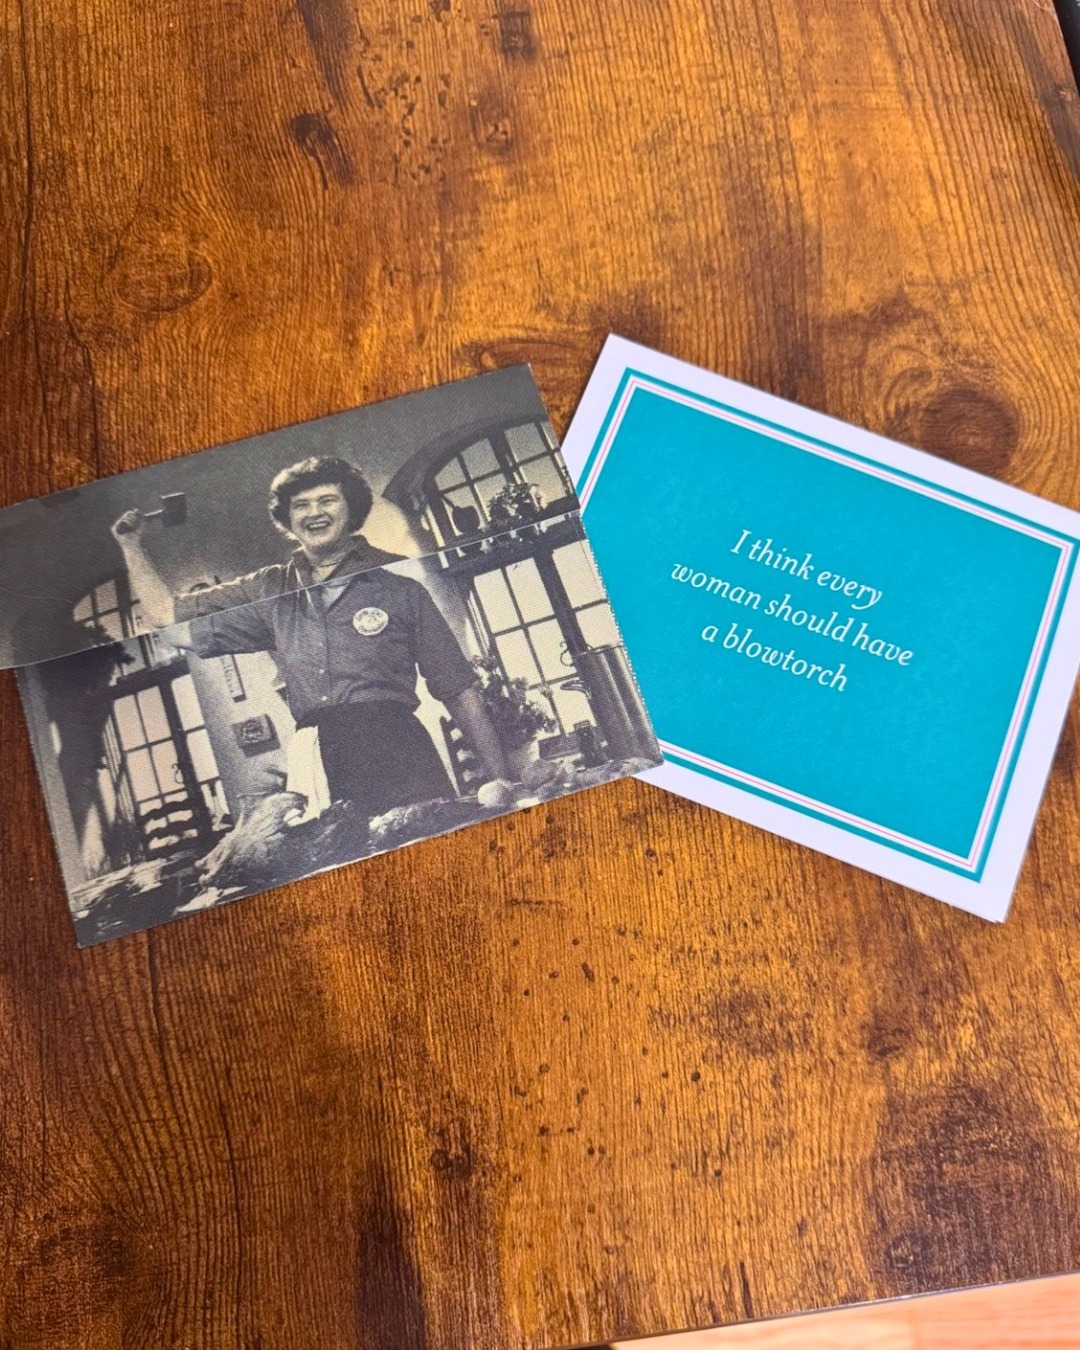 I think every
woman should have
a blowtorch